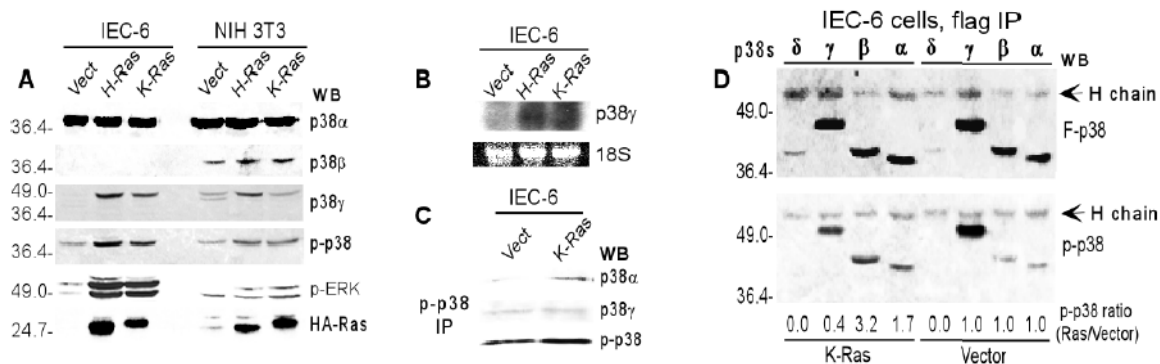 A
IEC-6 NIH 3T3
Vect H-Ras K-Ras Vect H-Ras K-Ras WB
36.4- p38α
36.4- p38β
49.0-
36.4- p38γ
36.4- p-p38
49.0- p-ERK
24.7- HA-Ras
B
IEC-6
Vect H-Ras K-Ras
p38γ
18S
C
IEC-6
Vect K-Ras WB
p-p38
IP
p38α
p38γ
p-p38
D
IEC-6 cells, flag IP
p38s δ γ β α δ γ β α WB
H chain
49.0- F-p38
36.4-
H chain
49.0- p-p38
36.4-
0.0 0.4 3.2 1.7 0.0 1.0 1.0 1.0 p-p38 ratio
(Ras/Vector)
K-Ras Vector